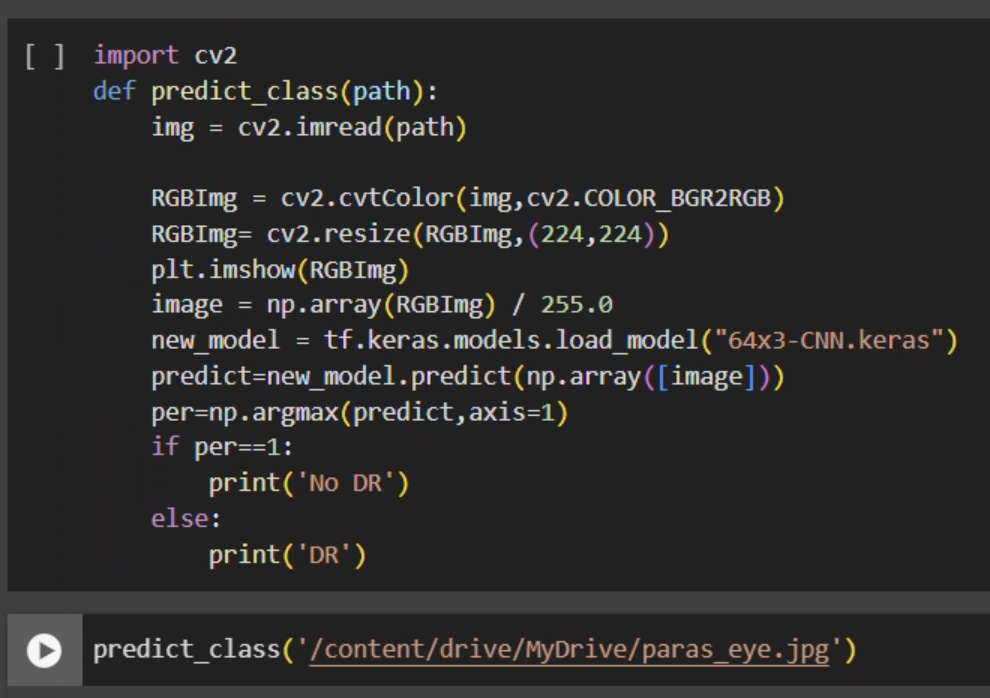 [ ] import cv2
def predict_class(path):
img = cv2.imread(path)
RGBImg = cv2.cvtColor(img,cv2.COLOR_BGR2RGB)
RGBImg= cv2.resize(RGBImg,(224,224))
plt.imshow(RGBImg)
image = np.array(RGBImg) / 255.0
new_model = tf.keras.models.load_model("64x3-CNN.keras")
predict=new_model.predict(np.array([image]))
per=np.argmax(predict,axis=1)
if per==1:
print('No DR')
else:
print('DR')
predict_class('/content/drive/MyDrive/paras_eye.jpg')